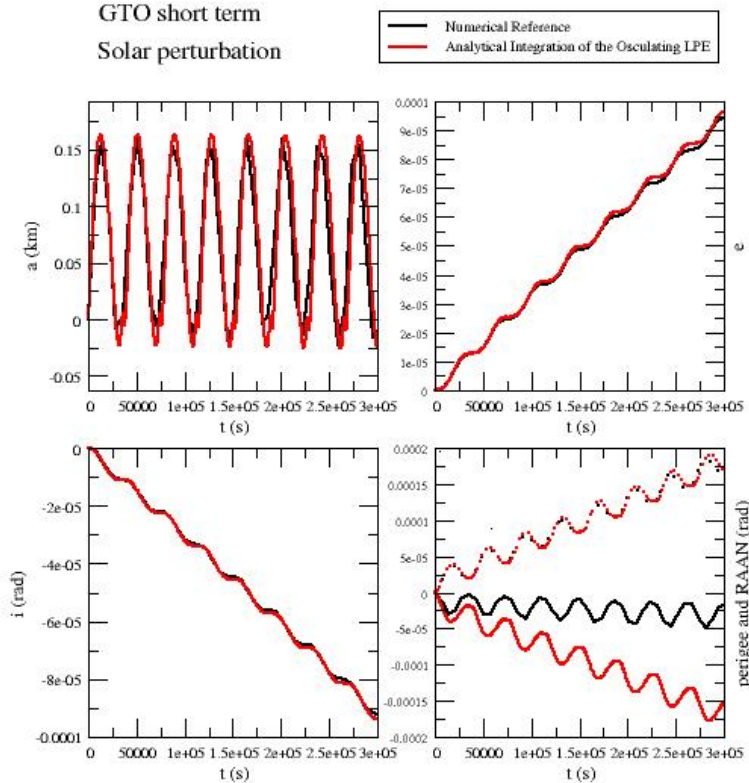 GTO short term
Solar perturbation
Numerical Reference
Analytical Integration of the Osculating LPE
0.15
0.1
0.05
0
-0.05
a (km)
0 50000 1e+05 1.5e+05 2e+05 2.5e+05 3e+05
t (s)
0.0001
9e-05
8e-05
7e-05
6e-05
5e-05
4e-05
3e-05
2e-05
1e-05
0
e
0 50000 1e+05 1.5e+05 2e+05 2.5e+05 3e+05
t (s)
0
-2e-05
-4e-05
-6e-05
-8e-05
-0.0001
i (rad)
0 50000 1e+05 1.5e+05 2e+05 2.5e+05 3e+05
t (s)
0.0002
0.00015
0.0001
5e-05
0
-5e-05
-0.0001
-0.00015
-0.0002
perigee and RAAN (rad)
0 50000 1e+05 1.5e+05 2e+05 2.5e+05 3e+05
t (s)